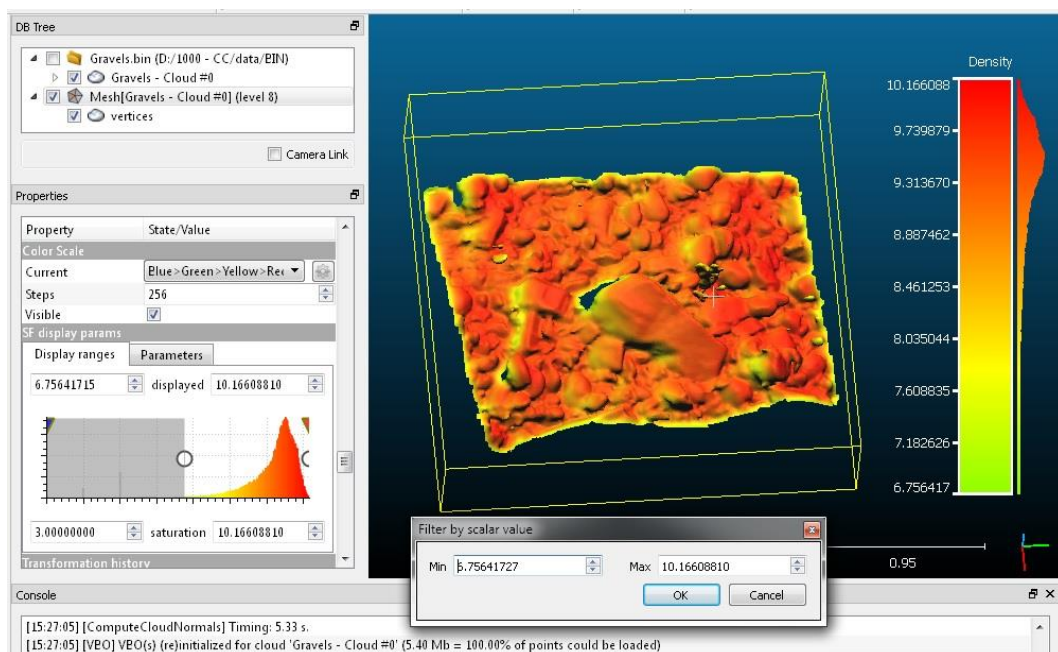 DB Tree
Gravels.bin (D:/1000 - CC/data/BIN)
Gravels - Cloud #0
Mesh[Gravels - Cloud #0] (level 8)
vertices
Camera Link
Properties
Property State/Value
Color Scale
Current Blue>Green>Yellow>Re
Steps 256
Visible
SF display params
Display ranges Parameters
6.75641715 displayed 10.16608810
3.00000000 saturation 10.16608810
Transformation history
Density
10.166088
9.739879
9.313670
8.887462
8.461253
8.035044
7.608835
7.182626
6.756417
0.95
Filter by scalar value
Min 6.75641727 Max 10.16608810
OK Cancel
Console
[15:27:05] [ComputeCloudNormals] Timing: 5.33 s.
[15:27:05] [VBO] VBO(s) (re)initialized for cloud 'Gravels - Cloud #0' (5.40 Mb = 100.00% of points could be loaded)